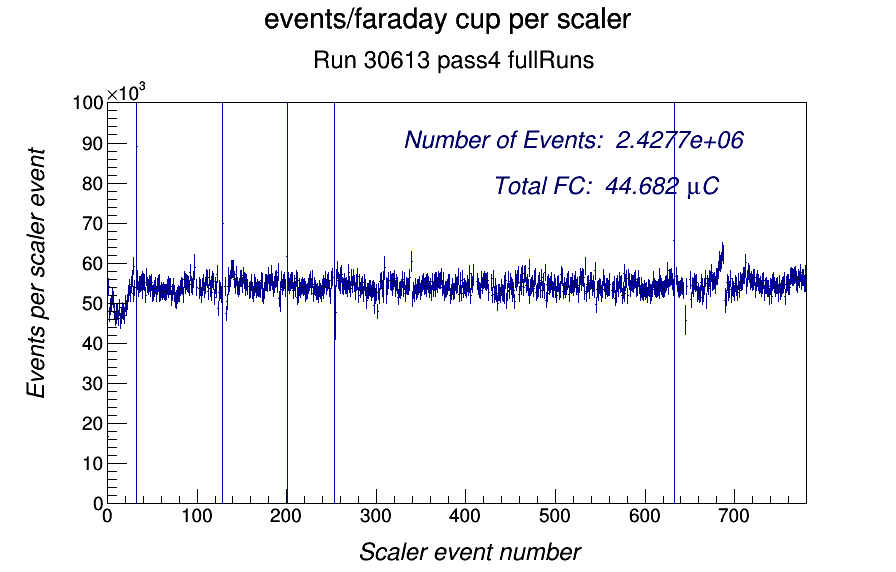 events/faraday cup per scaler
Run 30613 pass4 fullRuns
×10³
100
90
80
70
60
50
40
30
20
10
0
Events per scaler event
Number of Events: 2.4277e+06
Total FC: 44.682 μC
0 100 200 300 400 500 600 700
Scaler event number